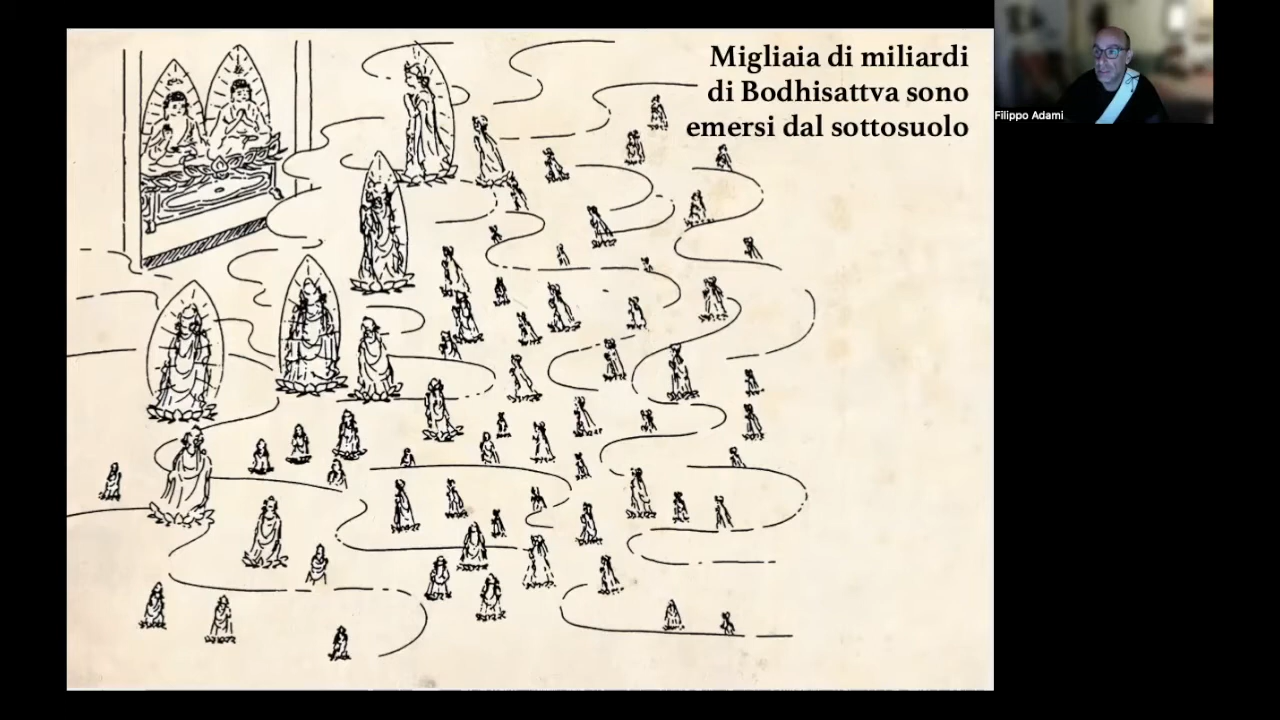 Migliaia di miliardi
di Bodhisattva sono
emersi dal sottosuolo
Filippo Adami